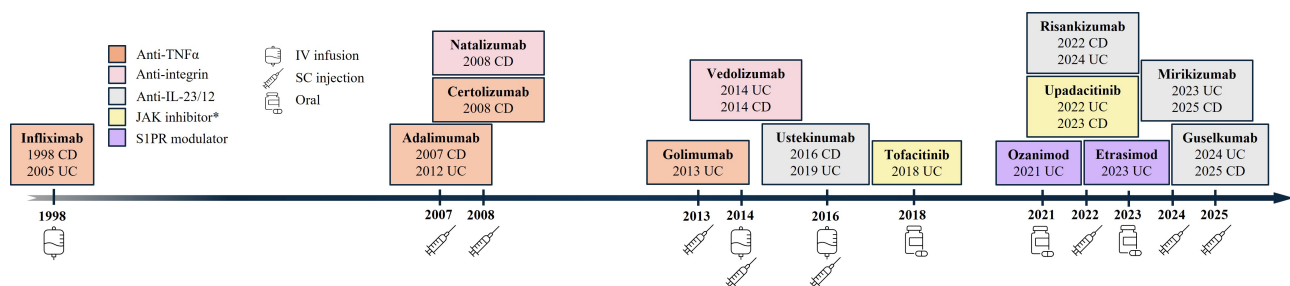 Anti-TNFα
Anti-integrin
Anti-IL-23/12
JAK inhibitor*
S1PR modulator
IV infusion
SC injection
Oral
Infliximab
1998 CD
2005 UC
Natalizumab
2008 CD
Certolizumab
2008 CD
Adalimumab
2007 CD
2012 UC
Golimumab
2013 UC
Vedolizumab
2014 UC
2014 CD
Ustekinumab
2016 CD
2019 UC
Tofacitinib
2018 UC
Risankizumab
2022 CD
2024 UC
Upadacitinib
2022 UC
2023 CD
Ozanimod
2021 UC
Etrasimod
2023 UC
Mirikizumab
2023 UC
2025 CD
Guselkumab
2024 UC
2025 CD
1998
2007
2008
2013
2014
2016
2018
2021
2022
2023
2024
2025